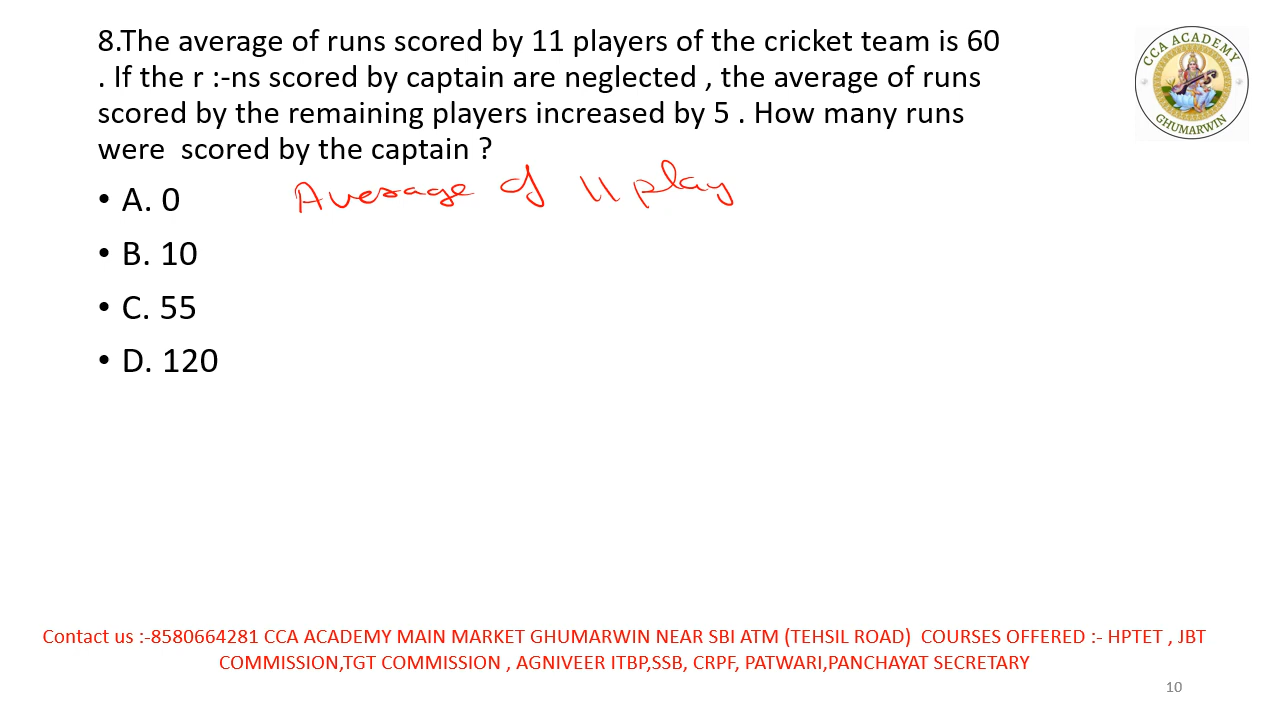 8.The average of runs scored by 11 players of the cricket team is 60
. If the r :-ns scored by captain are neglected , the average of runs
scored by the remaining players increased by 5 . How many runs
were scored by the captain ?
Average of 11 play
• A. 0
• B. 10
• C. 55
• D. 120
CCA ACADEMY
GHUMARWIN
Contact us :-8580664281 CCA ACADEMY MAIN MARKET GHUMARWIN NEAR SBI ATM (TEHSIL ROAD) COURSES OFFERED :- HPTET , JBT
COMMISSION,TGT COMMISSION , AGNIVEER ITBP,SSB, CRPF, PATWARI,PANCHAYAT SECRETARY
10